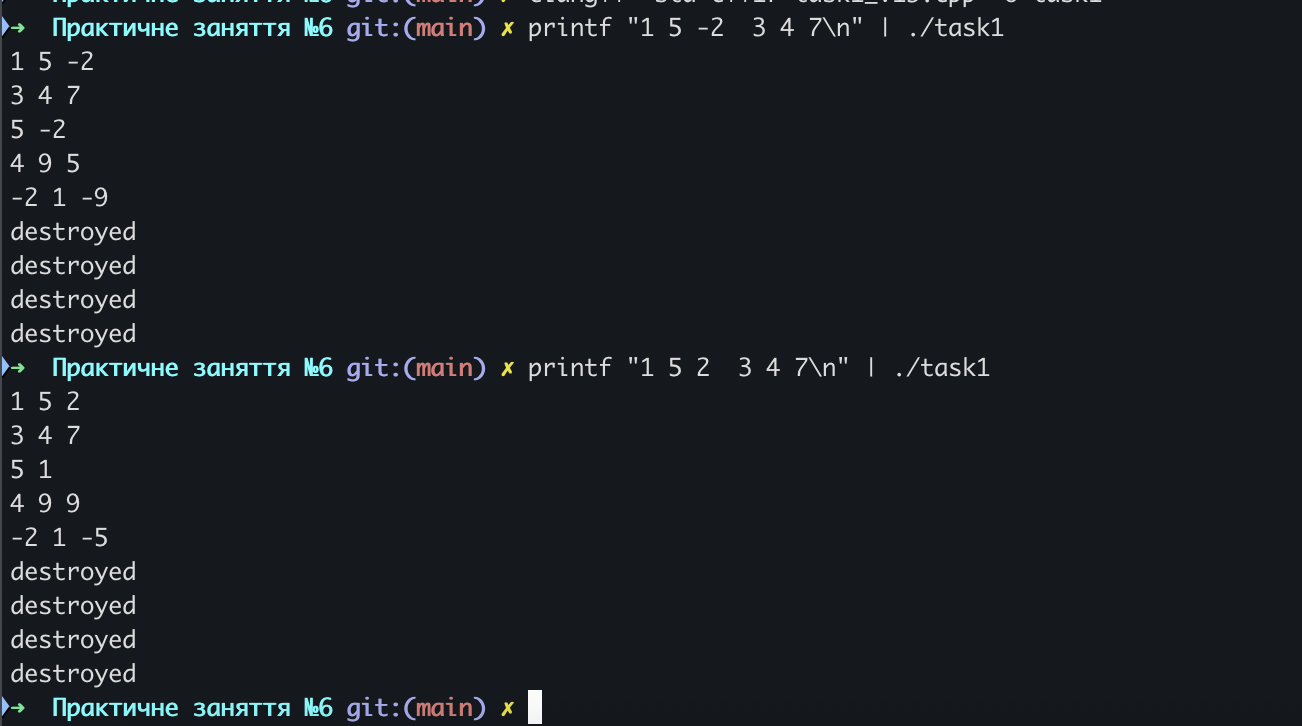 ➜ Практичне заняття №6 git:(main) ✗ printf "1 5 -2  3 4 7\n" | ./task1
1 5 -2
3 4 7
5 -2
4 9 5
-2 1 -9
destroyed
destroyed
destroyed
destroyed
➜ Практичне заняття №6 git:(main) ✗ printf "1 5 2  3 4 7\n" | ./task1
1 5 2
3 4 7
5 1
4 9 9
-2 1 -5
destroyed
destroyed
destroyed
destroyed
➜ Практичне заняття №6 git:(main) ✗